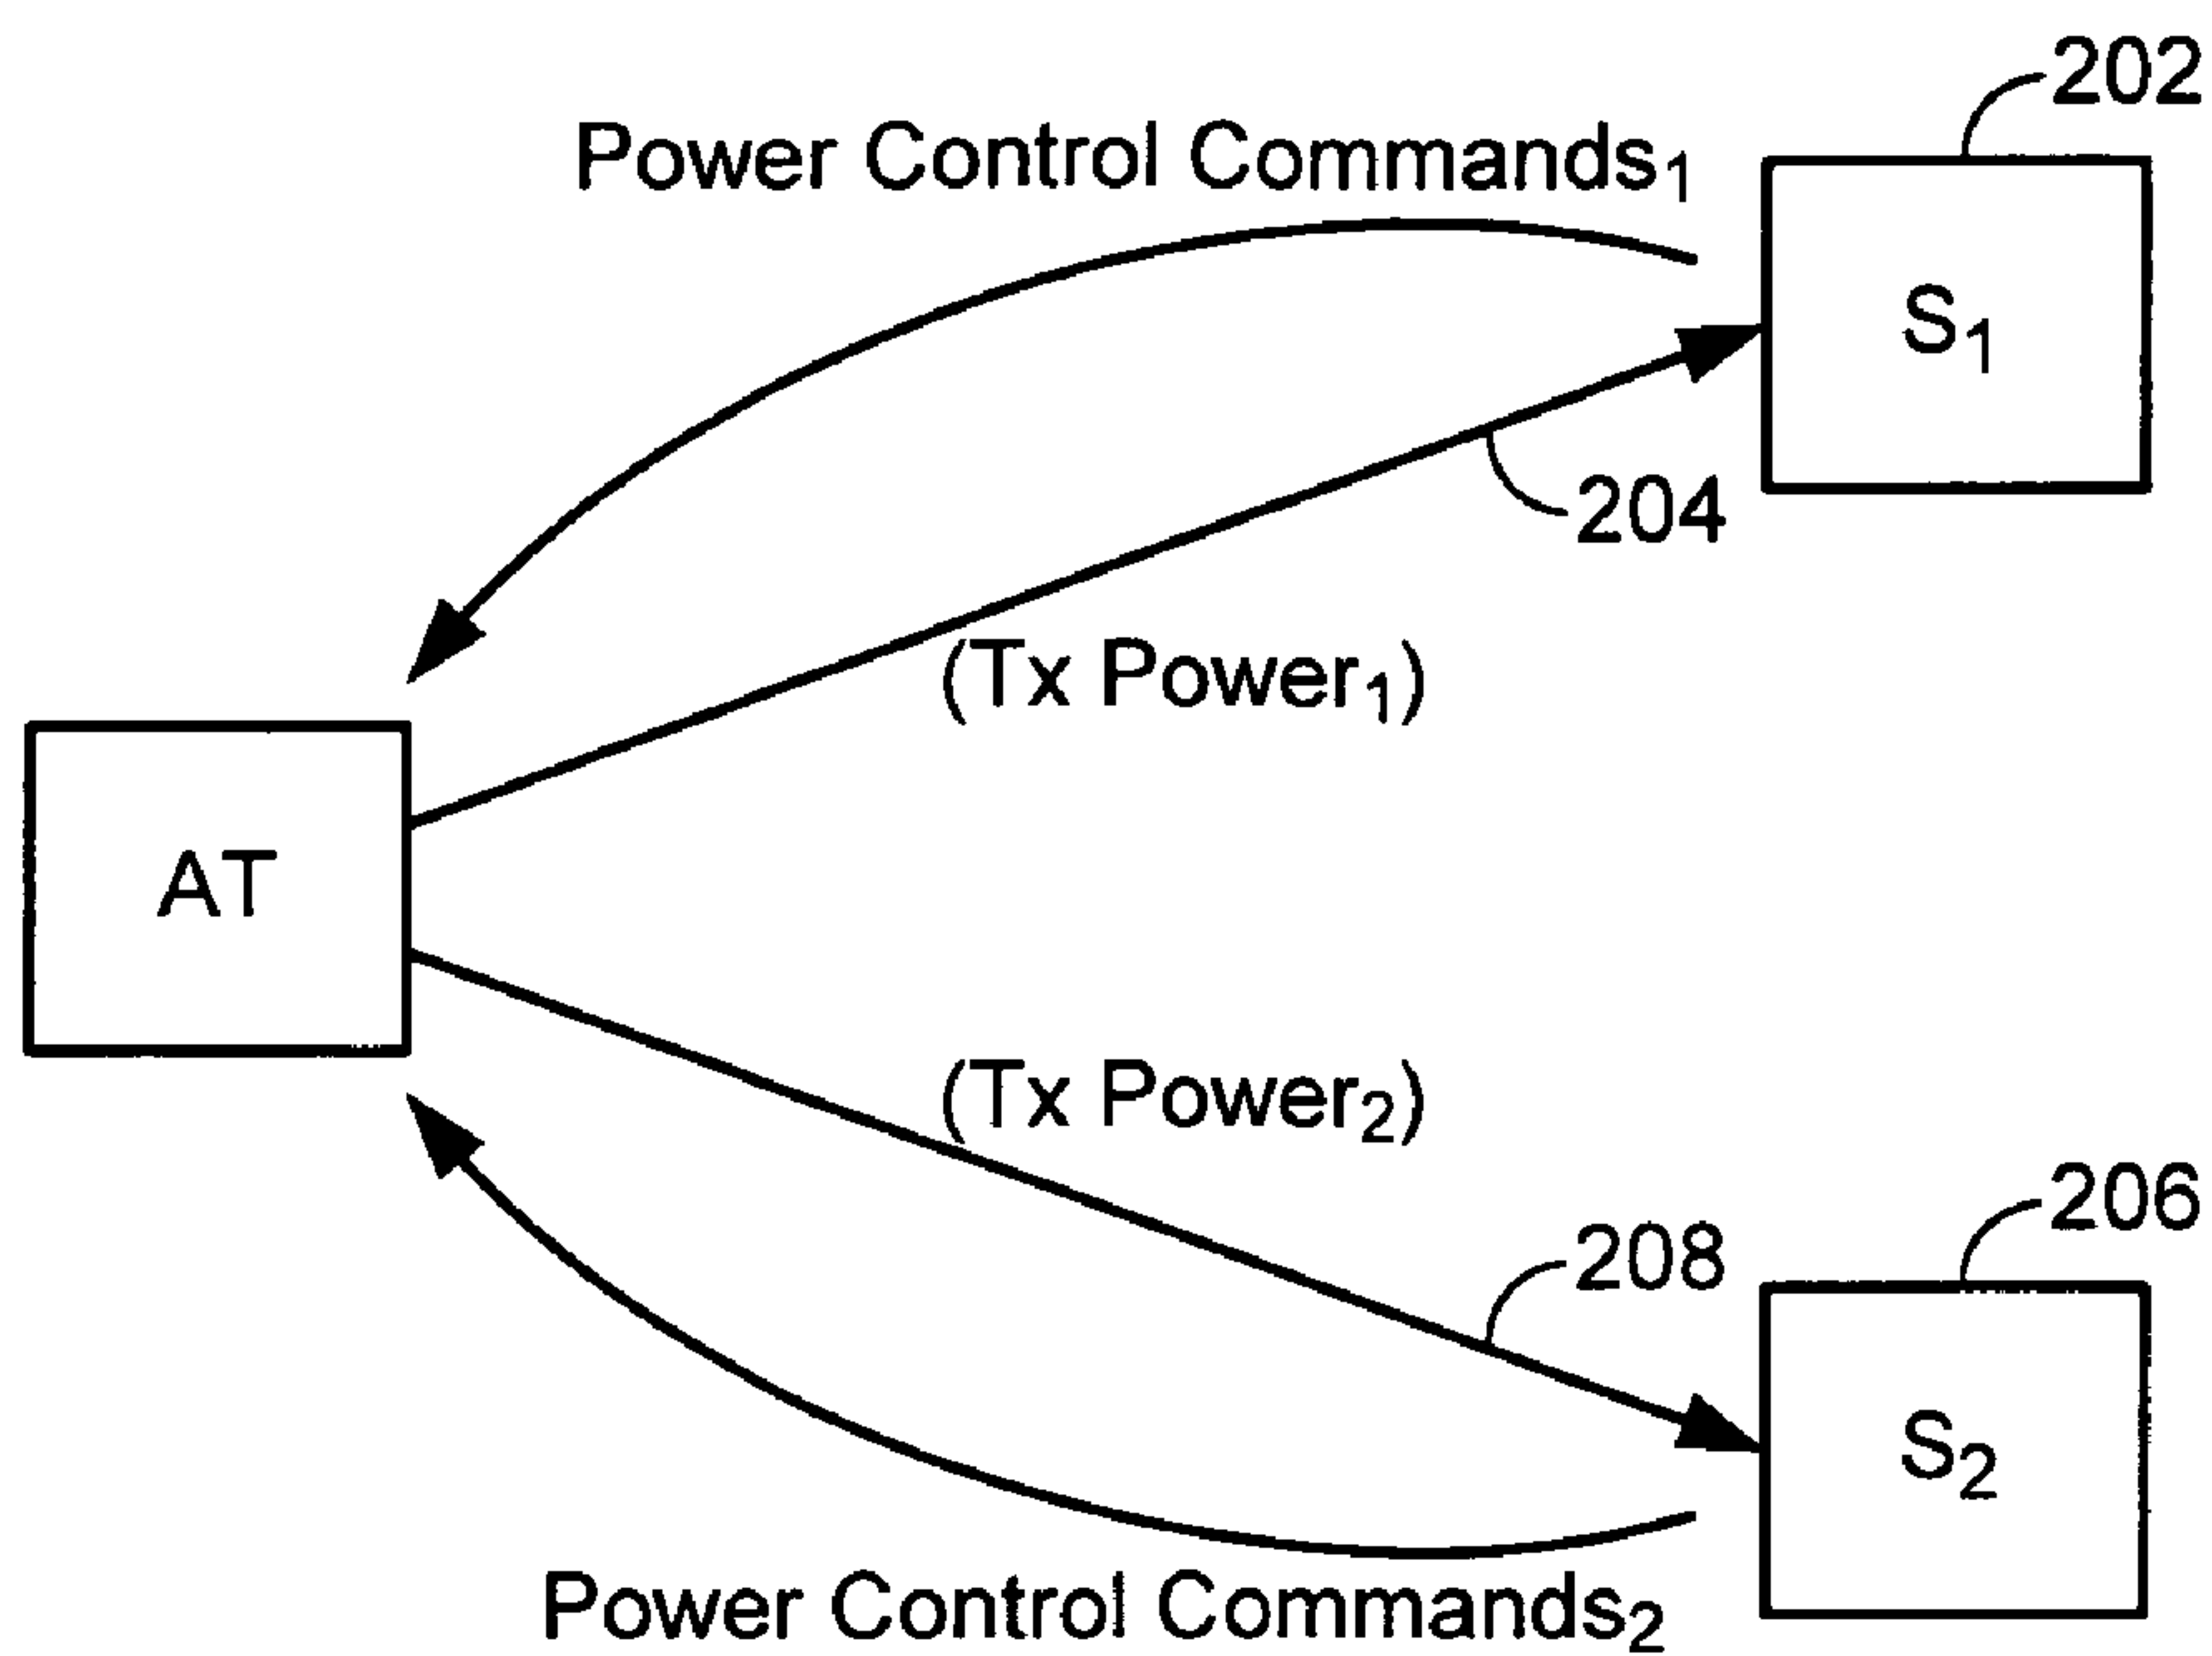 202
Power Control Commands₁
S₁
204
(Tx Power₁)
AT
(Tx Power₂)
206
208
S₂
Power Control Commands₂